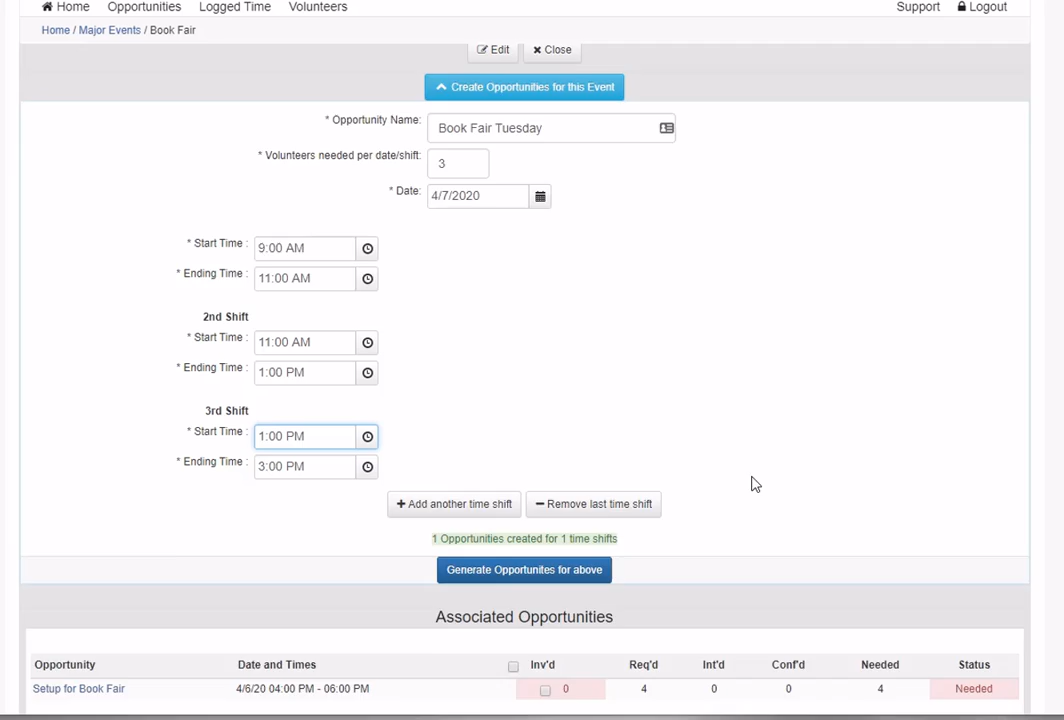 Home Opportunities Logged Time Volunteers Support Logout
Home / Major Events / Book Fair
Edit Close
Create Opportunities for this Event
* Opportunity Name: Book Fair Tuesday
* Volunteers needed per date/shift: 3
* Date: 4/7/2020
* Start Time : 9:00 AM
* Ending Time : 11:00 AM
2nd Shift
* Start Time : 11:00 AM
* Ending Time : 1:00 PM
3rd Shift
* Start Time : 1:00 PM
* Ending Time : 3:00 PM
Add another time shift Remove last time shift
1 Opportunities created for 1 time shifts
Generate Opportunites for above
Associated Opportunities
Opportunity Date and Times Inv'd Req'd Int'd Conf'd Needed Status
Setup for Book Fair 4/6/20 04:00 PM - 06:00 PM 0 4 0 0 4 Needed